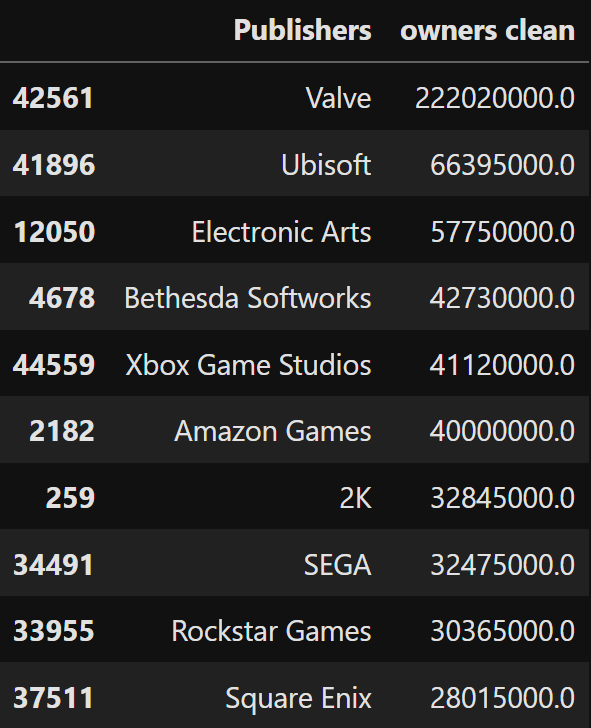 Publishers owners clean
42561 Valve 222020000.0
41896 Ubisoft 66395000.0
12050 Electronic Arts 57750000.0
4678 Bethesda Softworks 42730000.0
44559 Xbox Game Studios 41120000.0
2182 Amazon Games 40000000.0
259 2K 32845000.0
34491 SEGA 32475000.0
33955 Rockstar Games 30365000.0
37511 Square Enix 28015000.0